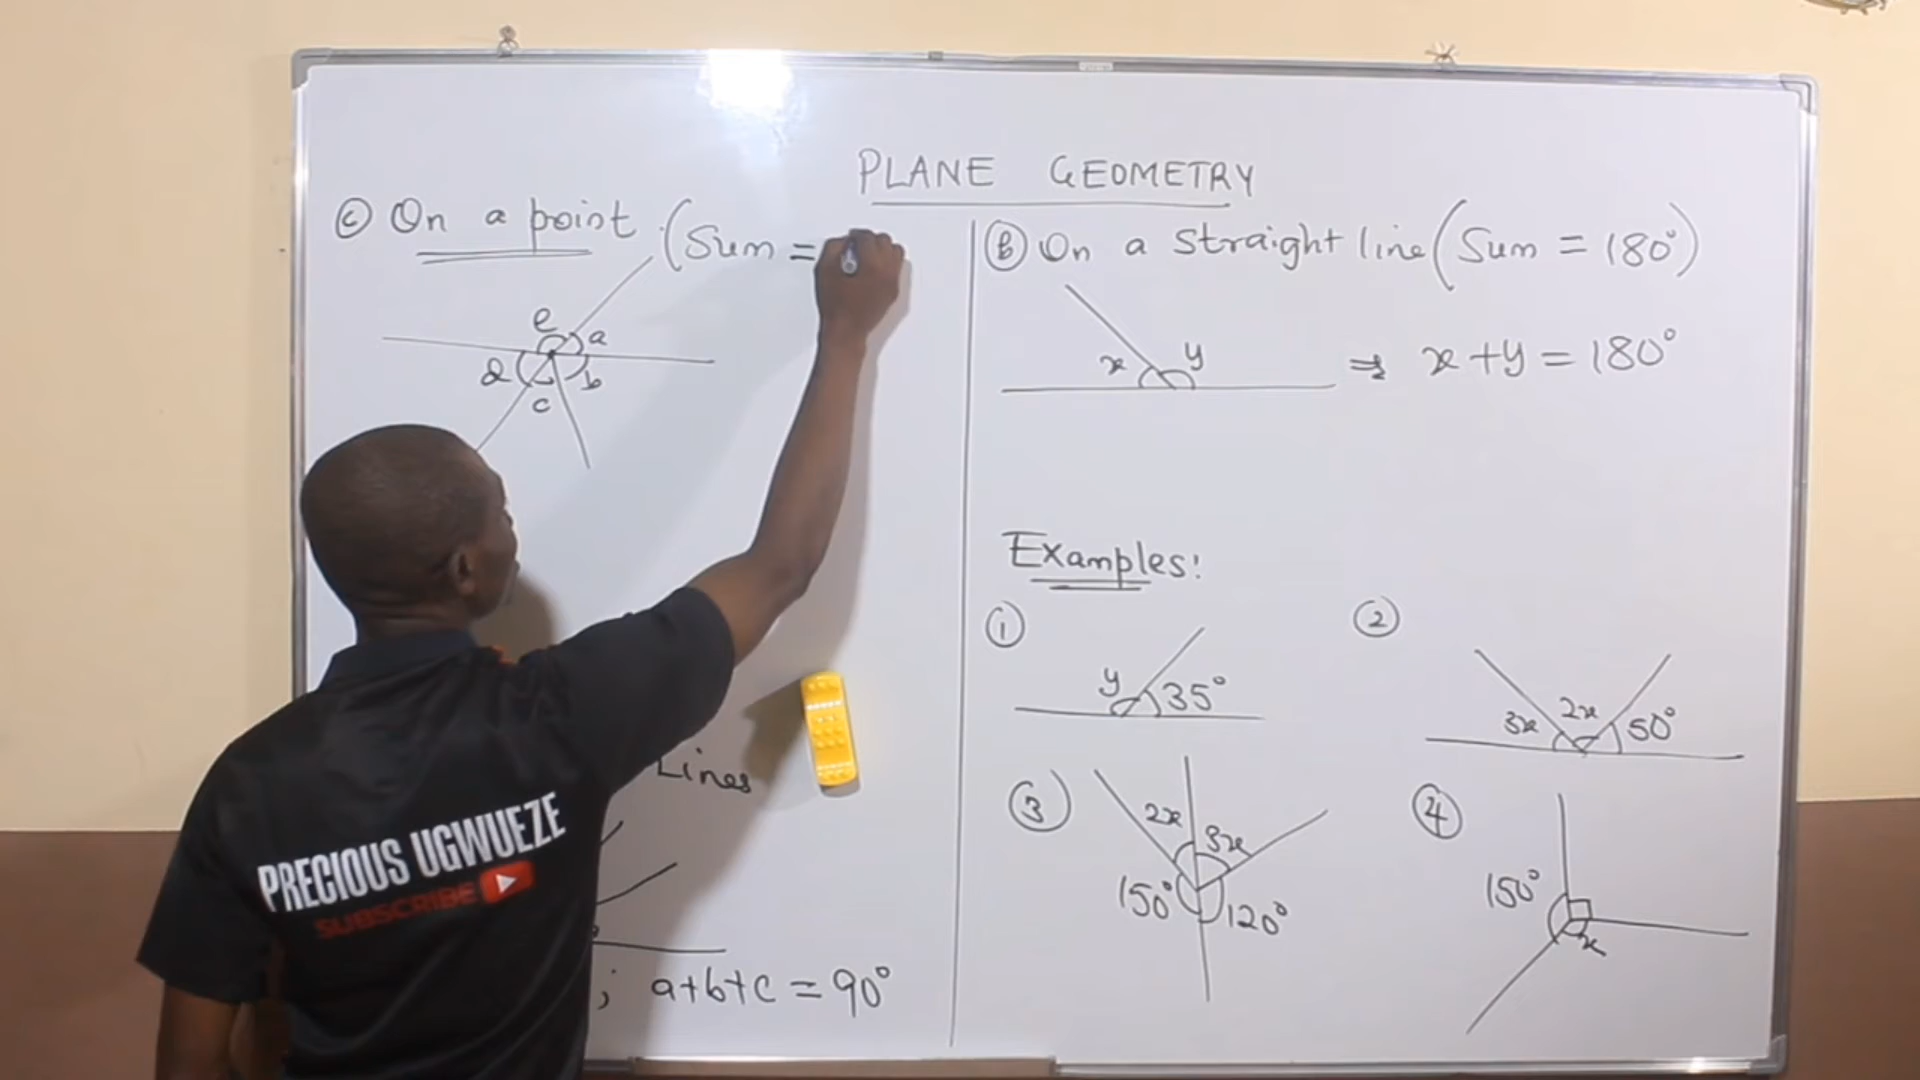 PLANE GEOMETRY
Ⓒ On a point (Sum =
e
a
d
b
c
Lines
; a+b+c = 90°
Ⓑ On a straight line (Sum = 180°)
x y ⇒ x + y = 180°
Examples:
① y 35°
② 3x 2x 50°
③ 2x 3x
150° 120°
④ 150°
x
PRECIOUS UGWUEZE
SUBSCRIBE